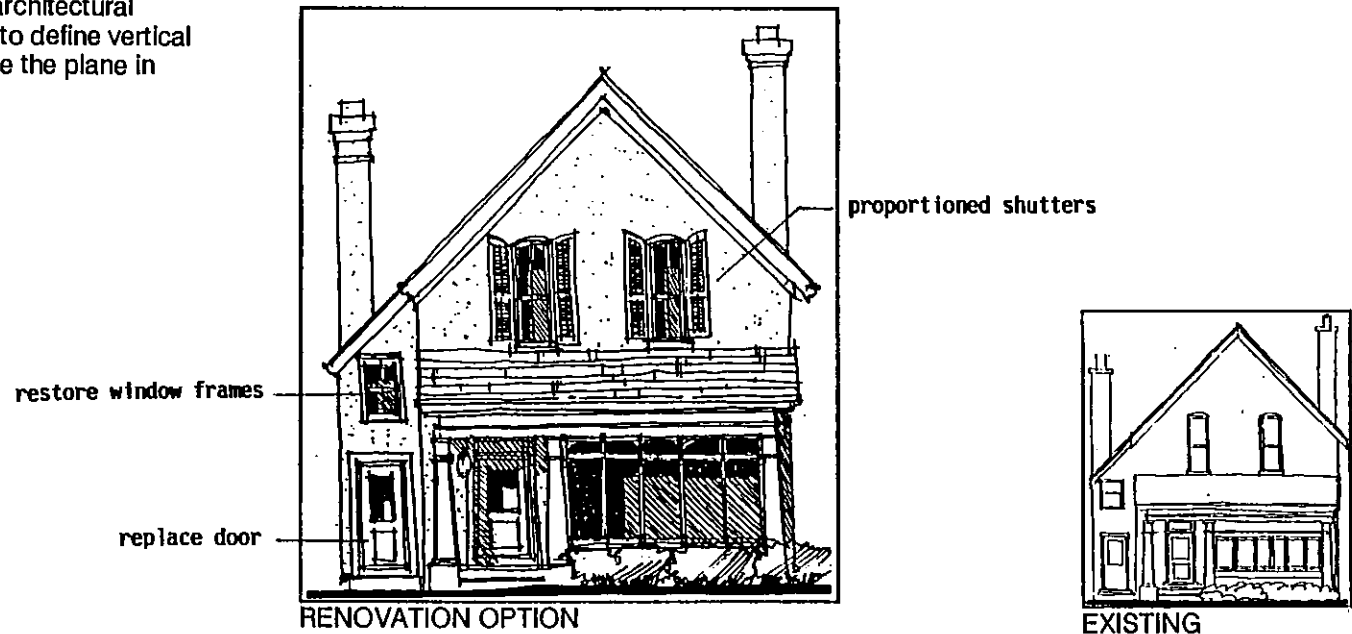 architectural
to define vertical
e the plane in
proportioned shutters
restore window frames
replace door
RENOVATION OPTION
EXISTING